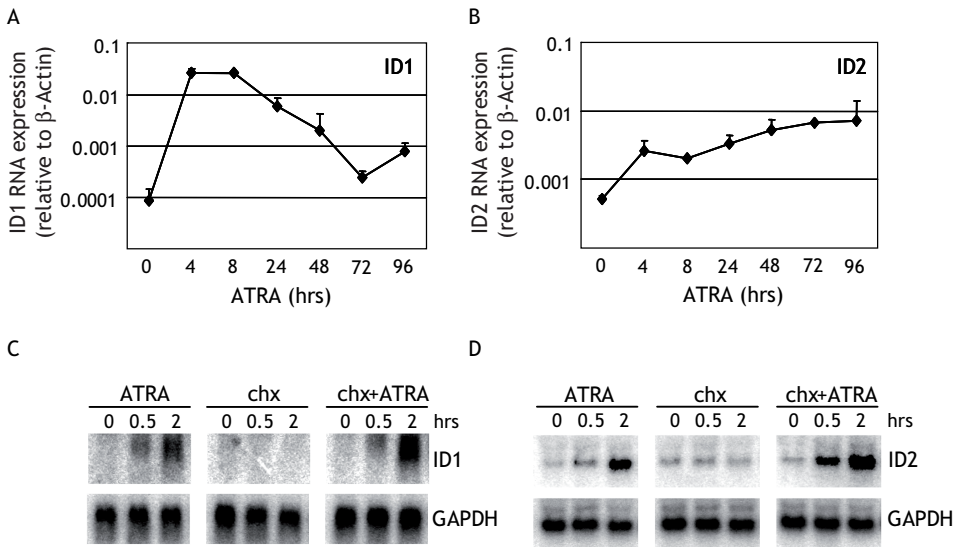 A
ID1 RNA expression
(relative to β-Actin)
0.1
0.01
0.001
0.0001
ID1
0 4 8 24 48 72 96
ATRA (hrs)
B
ID2 RNA expression
(relative to β-Actin)
0.1
0.01
0.001
ID2
0 4 8 24 48 72 96
ATRA (hrs)
C
ATRA chx chx+ATRA
0 0.5 2 0 0.5 2 0 0.5 2 hrs
ID1
GAPDH
D
ATRA chx chx+ATRA
0 0.5 2 0 0.5 2 0 0.5 2 hrs
ID2
GAPDH